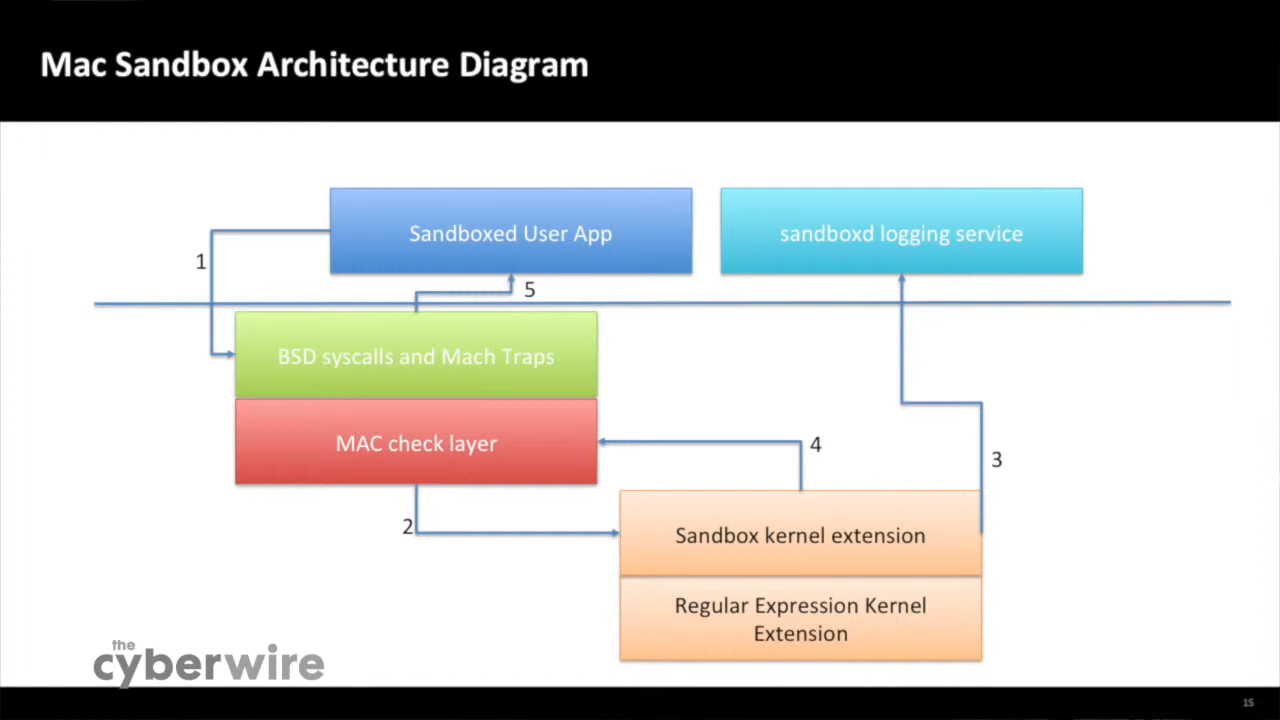 Mac Sandbox Architecture Diagram
Sandboxed User App
sandboxd logging service
1
5
BSD syscalls and Mach Traps
MAC check layer
4
3
2
Sandbox kernel extension
Regular Expression Kernel
Extension
the
cyberwire
15